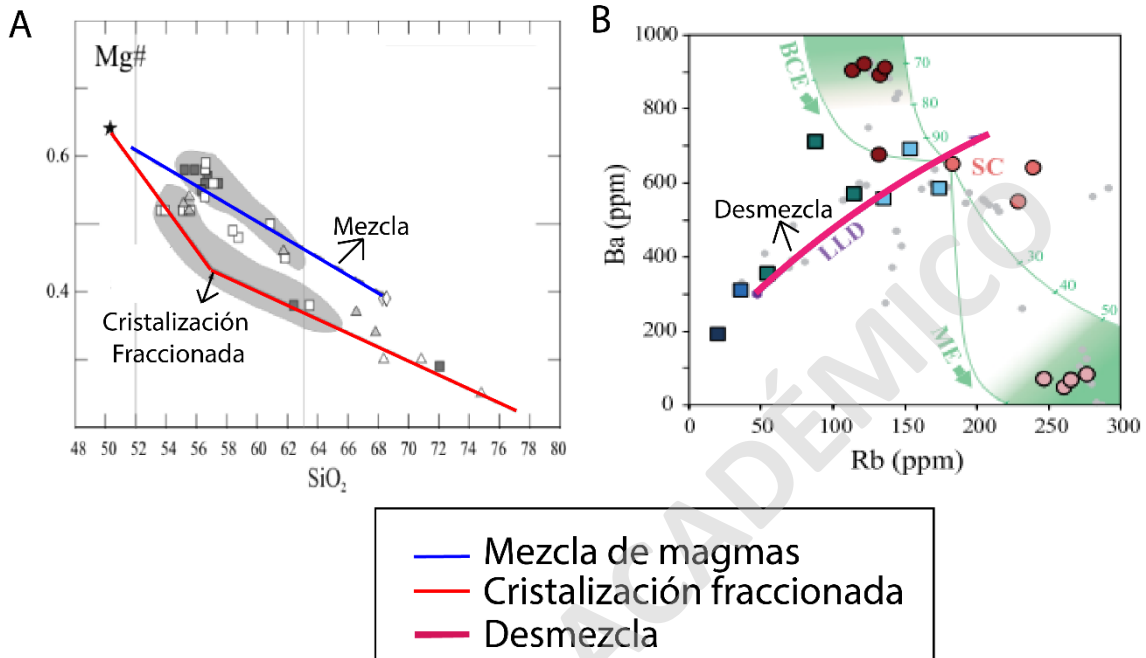 A
Mg#
0.6
0.4
Mezcla
Cristalización
Fraccionada
48 50 52 54 56 58 60 62 64 66 68 70 72 74 76 78 80
SiO2
B
1000
800
600
400
200
0
Ba (ppm)
BCE
70
80
90
SC
Desmezcla
LLD
30
40
50
ME
0 50 100 150 200 250 300
Rb (ppm)
Mezcla de magmas
Cristalización fraccionada
Desmezcla
ACADÉMICO